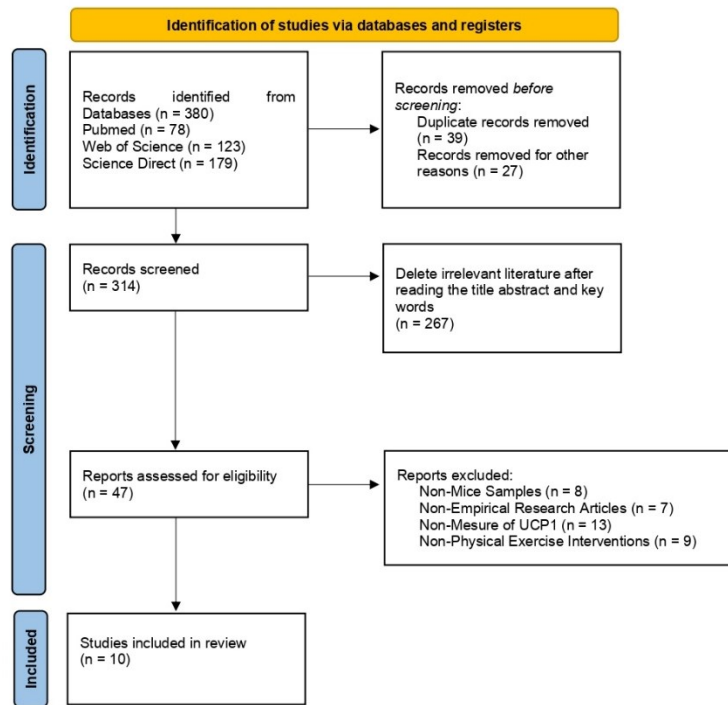 Identification of studies via databases and registers
Identification
Records identified from
Databases (n = 380)
Pubmed (n = 78)
Web of Science (n = 123)
Science Direct (n = 179)
Records removed before
screening:
Duplicate records removed
(n = 39)
Records removed for other
reasons (n = 27)
Screening
Records screened
(n = 314)
Delete irrelevant literature after
reading the title abstract and key
words
(n = 267)
Reports assessed for eligibility
(n = 47)
Reports excluded:
Non-Mice Samples (n = 8)
Non-Empirical Research Articles (n = 7)
Non-Mesure of UCP1 (n = 13)
Non-Physical Exercise Interventions (n = 9)
Included
Studies included in review
(n = 10)